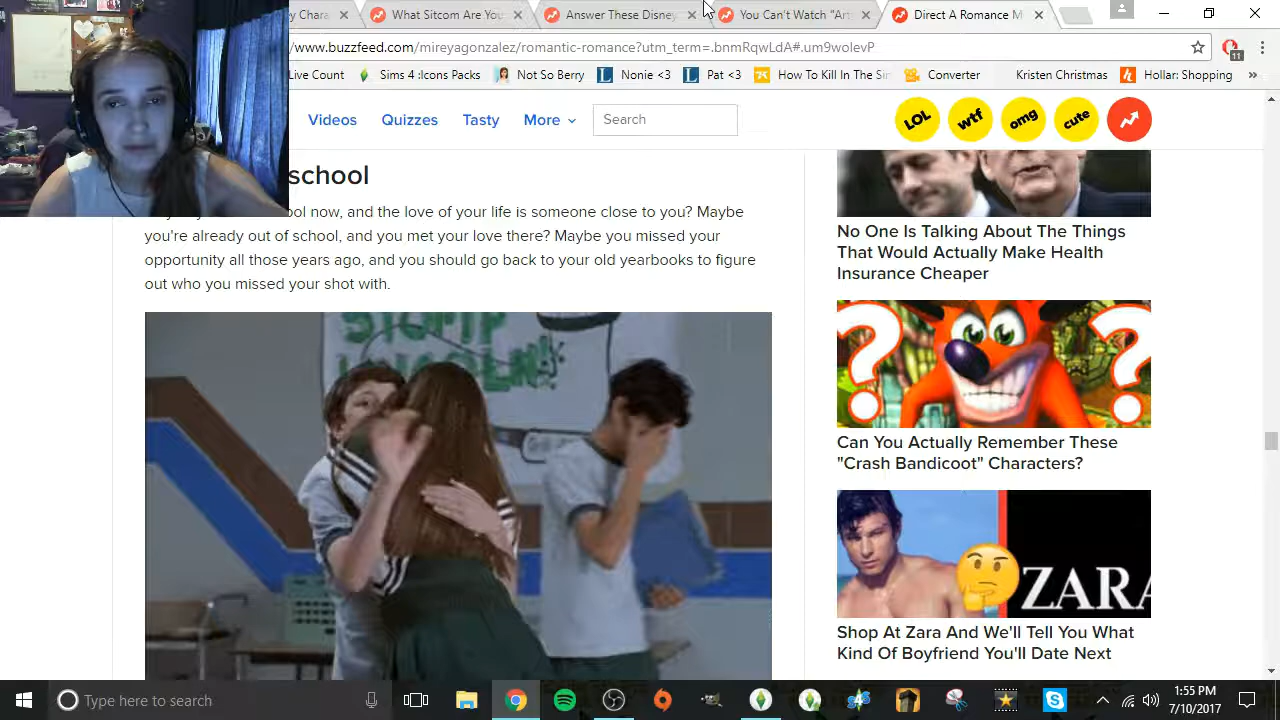 y Chara
What Sitcom Are You
Answer These Disney
You Can
Art
Direct A Romance M
www.buzzfeed.com/mireyagonzalez/romantic-romance?utm_term=
Live Count
Sims 4
Packs
Not So Berry
Nonie <3
Pat <3
How To Kill In The Sim
Converter
Kristen Christmas
Hollar: Shopping
»
Videos
Quizzes
Tasty
More
Search
LOL
wtf
omg
cute
school
ol now, and the love of your life is someone close to you? Maybe
you're already out of school, and you met your love there? Maybe you missed your
opportunity all those years ago, and you should go back to your old yearbooks to figure
out who you missed your shot with.
STOMP
LINCOLN!
No One Is Talking About The Things
That Would Actually Make Health
Insurance Cheaper
? ?
Can You Actually Remember These
"Crash Bandicoot" Characters?
ZARA
Shop At Zara And We'll Tell You What
Kind Of Boyfriend You'll Date Next
Type here to search
1:55 PM
7/10/2017
11